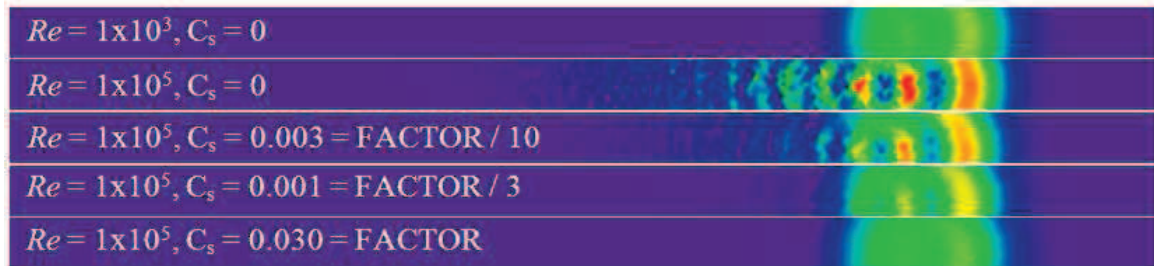 Re = 1x10³, Cₛ = 0
Re = 1x10⁵, Cₛ = 0
Re = 1x10⁵, Cₛ = 0.003 = FACTOR / 10
Re = 1x10⁵, Cₛ = 0.001 = FACTOR / 3
Re = 1x10⁵, Cₛ = 0.030 = FACTOR